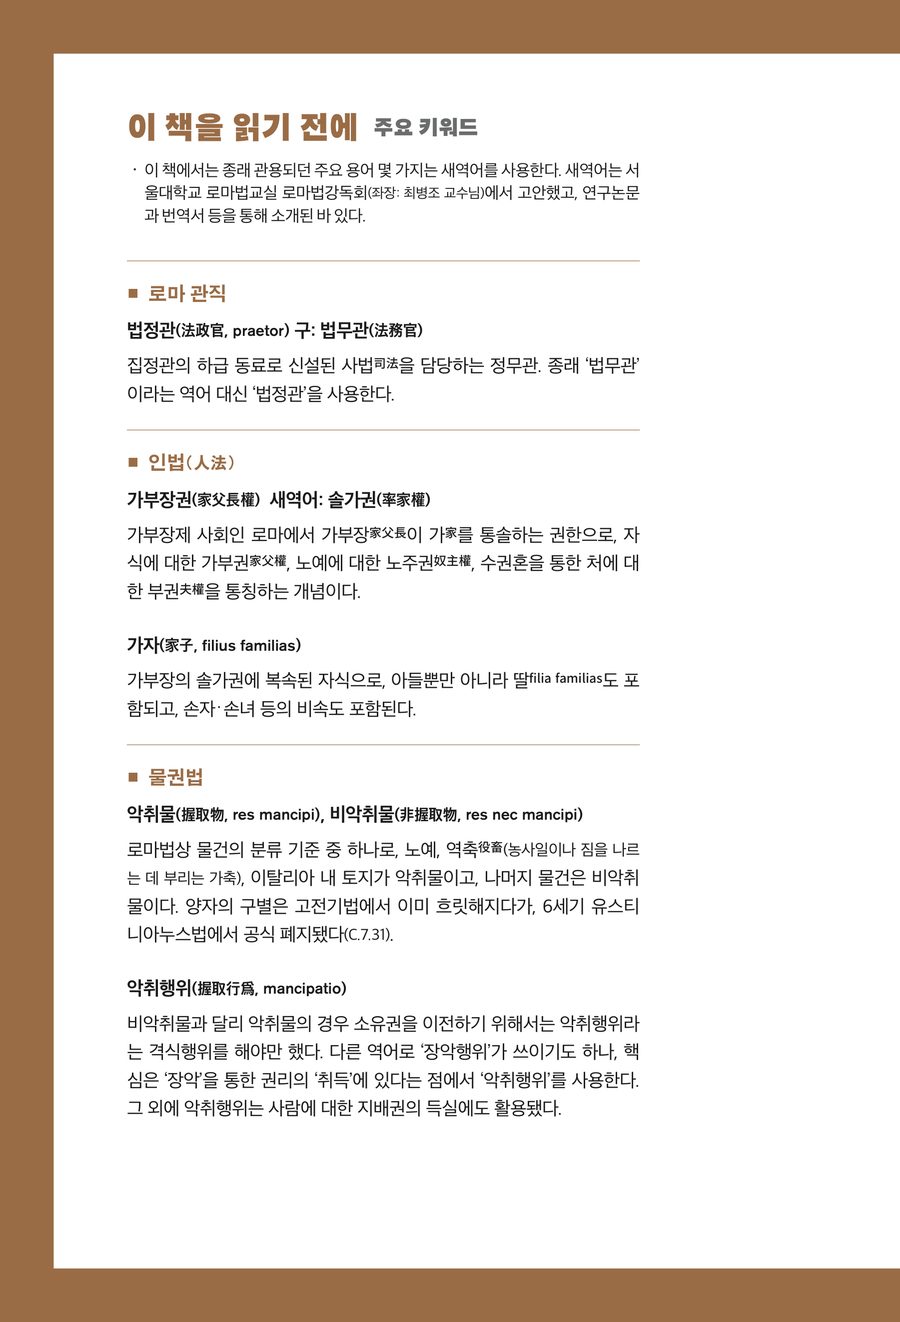 이 책을 읽기 전에 주요 키워드
· 이 책에서는 종래 관용되던 주요 용어 몇 가지는 새역어를 사용한다. 새역어는 서
울대학교 로마법교실 로마법강독회(좌장: 최병조 교수님)에서 고안했고, 연구논문
과 번역서 등을 통해 소개된 바 있다.
■ 로마 관직
법정관(法政官, praetor) 구: 법무관(法務官)
집정관의 하급 동료로 신설된 사법司法을 담당하는 정무관. 종래 ‘법무관’
이라는 역어 대신 ‘법정관’을 사용한다.
■ 인법(人法)
가부장권(家父長權) 새역어: 솔가권(率家權)
가부장제 사회인 로마에서 가부장家父長이 가家를 통솔하는 권한으로, 자
식에 대한 가부권家父權, 노예에 대한 노주권奴主權, 수권혼을 통한 처에 대
한 부권夫權을 통칭하는 개념이다.
가자(家子, filius familias)
가부장의 솔가권에 복속된 자식으로, 아들뿐만 아니라 딸filia familias도 포
함되고, 손자·손녀 등의 비속도 포함된다.
■ 물권법
악취물(握取物, res mancipi), 비악취물(非握取物, res nec mancipi)
로마법상 물건의 분류 기준 중 하나로, 노예, 역축役畜(농사일이나 짐을 나르
는 데 부리는 가축), 이탈리아 내 토지가 악취물이고, 나머지 물건은 비악취
물이다. 양자의 구별은 고전기법에서 이미 흐릿해지다가, 6세기 유스티
니아누스법에서 공식 폐지됐다(C.7.31).
악취행위(握取行爲, mancipatio)
비악취물과 달리 악취물의 경우 소유권을 이전하기 위해서는 악취행위라
는 격식행위를 해야만 했다. 다른 역어로 ‘장악행위’가 쓰이기도 하나, 핵
심은 ‘장악’을 통한 권리의 ‘취득’에 있다는 점에서 ‘악취행위’를 사용한다.
그 외에 악취행위는 사람에 대한 지배권의 득실에도 활용됐다.